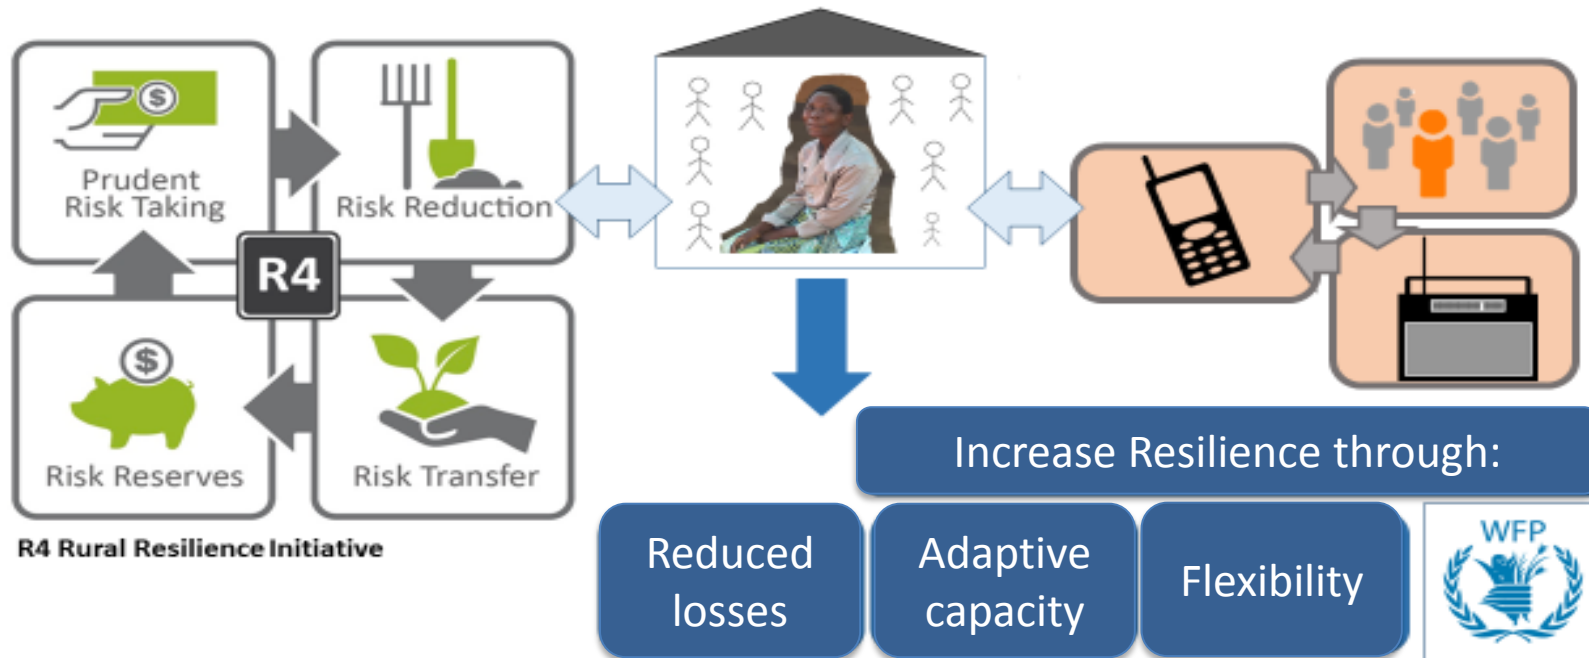 $
Prudent
Risk Taking
Risk Reduction
R4
$
Risk Reserves
Risk Transfer
R4 Rural Resilience Initiative
Increase Resilience through:
Reduced
losses
Adaptive
capacity
Flexibility
WFP